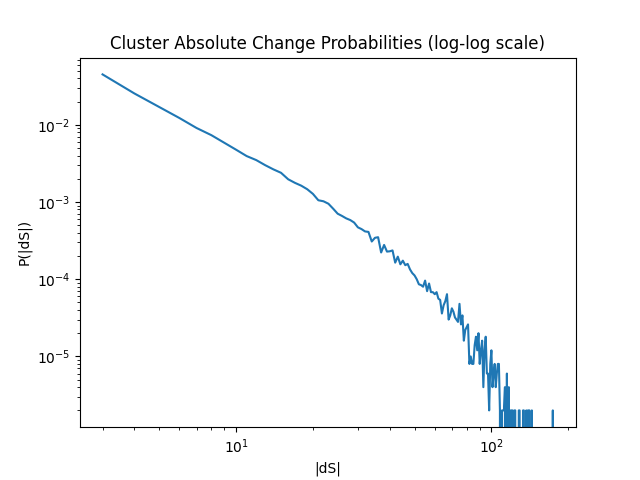 Cluster Absolute Change Probabilities (log-log scale)
P(|dS|)
10⁻²
10⁻³
10⁻⁴
10⁻⁵
10¹
10²
|dS|